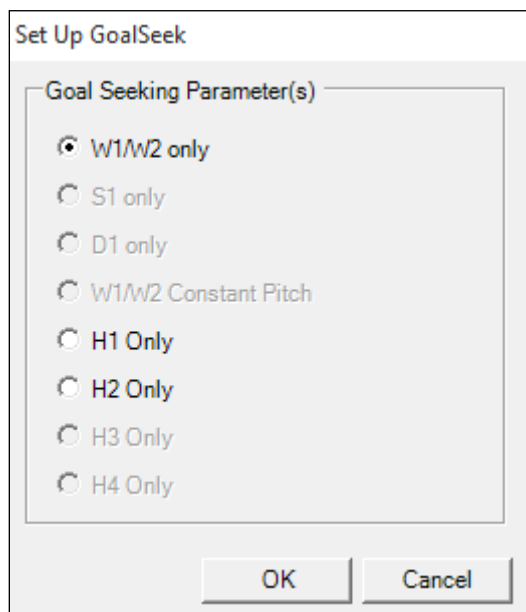 Set Up GoalSeek
Goal Seeking Parameter(s)
W1/W2 only
S1 only
D1 only
W1/W2 Constant Pitch
H1 Only
H2 Only
H3 Only
H4 Only
OK
Cancel